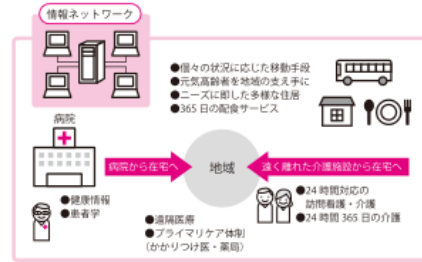 情報ネットワーク
●個々の状況に応じた移動手段
●元気高齢者を地域の支え手に
●ニーズに即した多様な住居
●365日の配食サービス
病院
病院から在宅へ
地域
遠く離れた介護施設から在宅へ
●健康情報
●患者学
●24時間対応の
訪問看護・介護
●24時間365日の介護
●遠隔医療
●プライマリケア体制
(かかりつけ医・薬局)